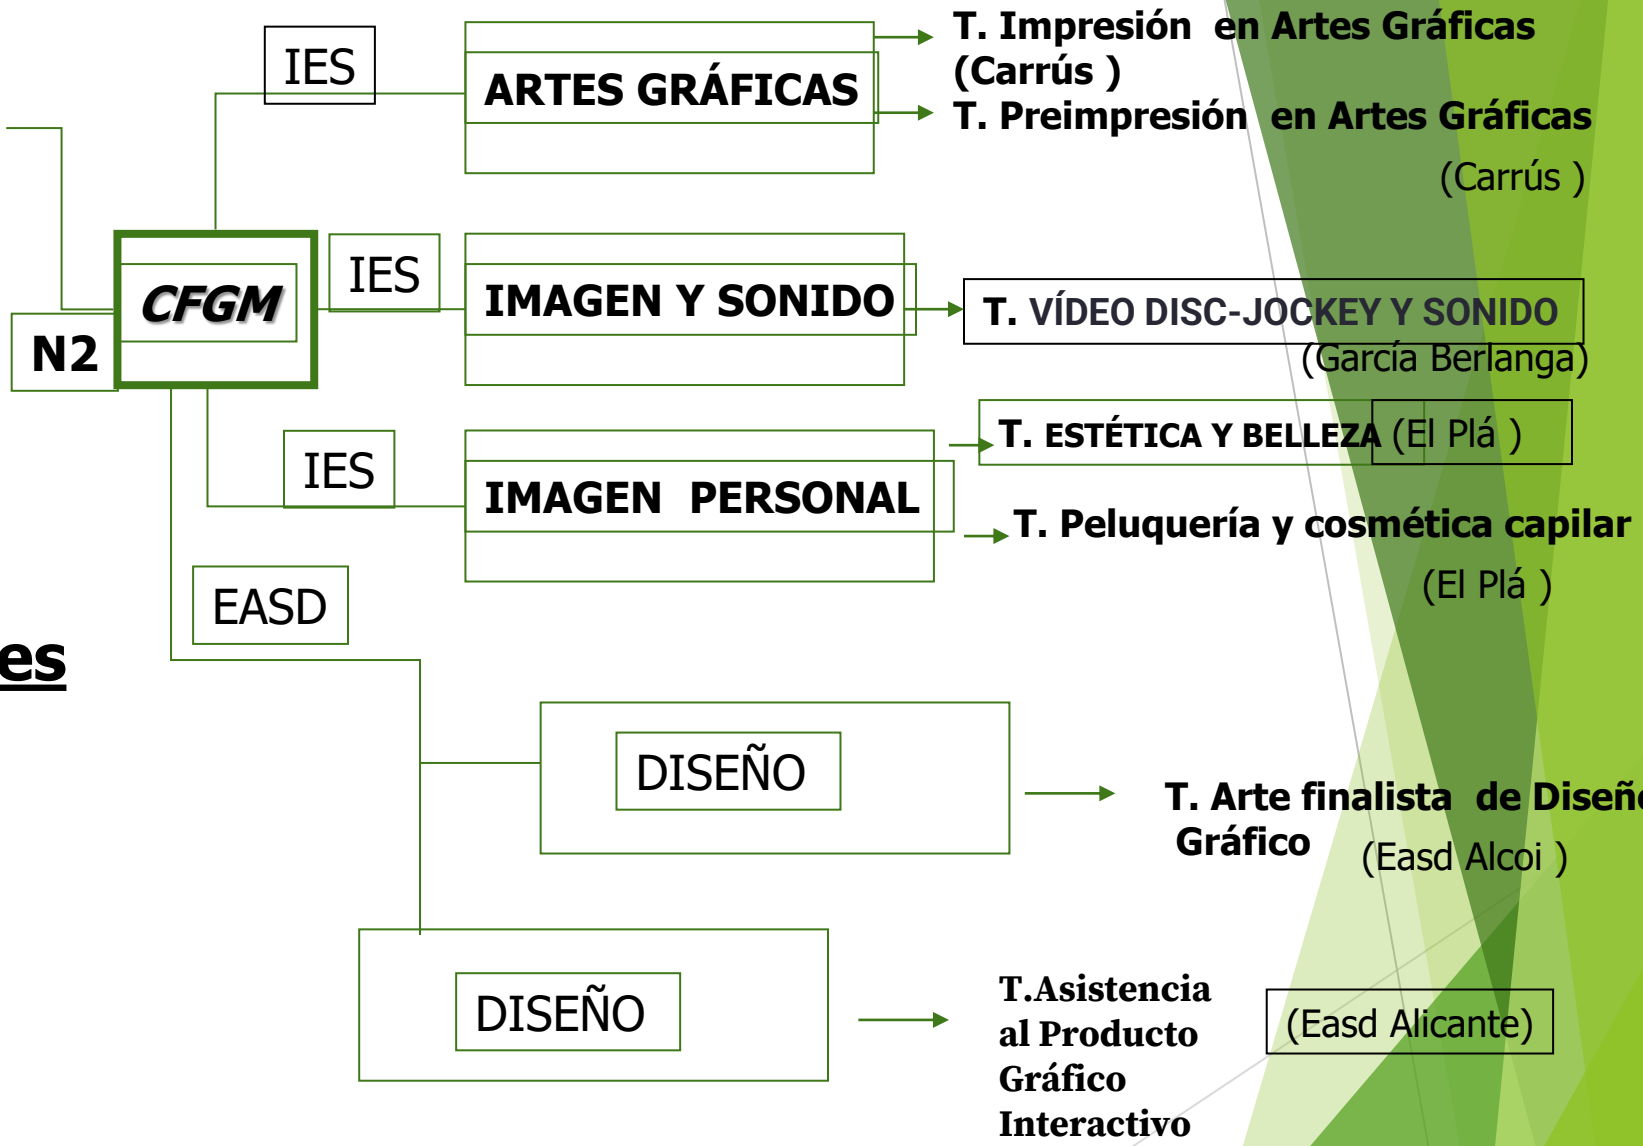 IES
ARTES GRÁFICAS
T. Impresión en Artes Gráficas
(Carrús )
T. Preimpresión en Artes Gráficas
(Carrús )
CFGM
N2
IES
IMAGEN Y SONIDO
T. VÍDEO DISC-JOCKEY Y SONIDO
(García Berlanga)
IES
IMAGEN PERSONAL
T. ESTÉTICA Y BELLEZA (El Plá )
T. Peluquería y cosmética capilar
(El Plá )
EASD
es
DISEÑO
T. Arte finalista de Diseño
Gráfico (Easd Alcoi )
DISEÑO
T.Asistencia
al Producto
Gráfico
Interactivo
(Easd Alicante)